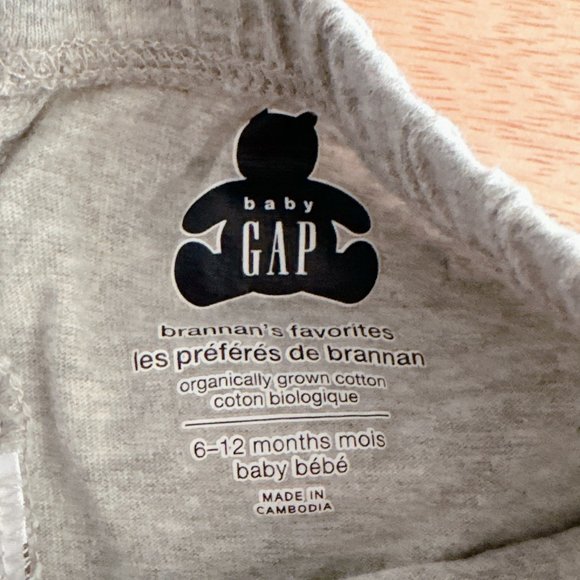 baby
GAP
brannan's favorites
les préférés de brannan
organically grown cotton
coton biologique
6–12 months mois
baby bébé
MADE IN
CAMBODIA